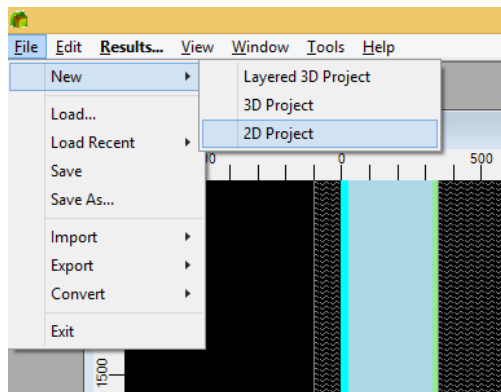 File Edit Results... View Window Tools Help
New
Layered 3D Project
3D Project
2D Project
Load...
Load Recent
Save
Save As...
Import
Export
Convert
Exit
0 0 500
1500